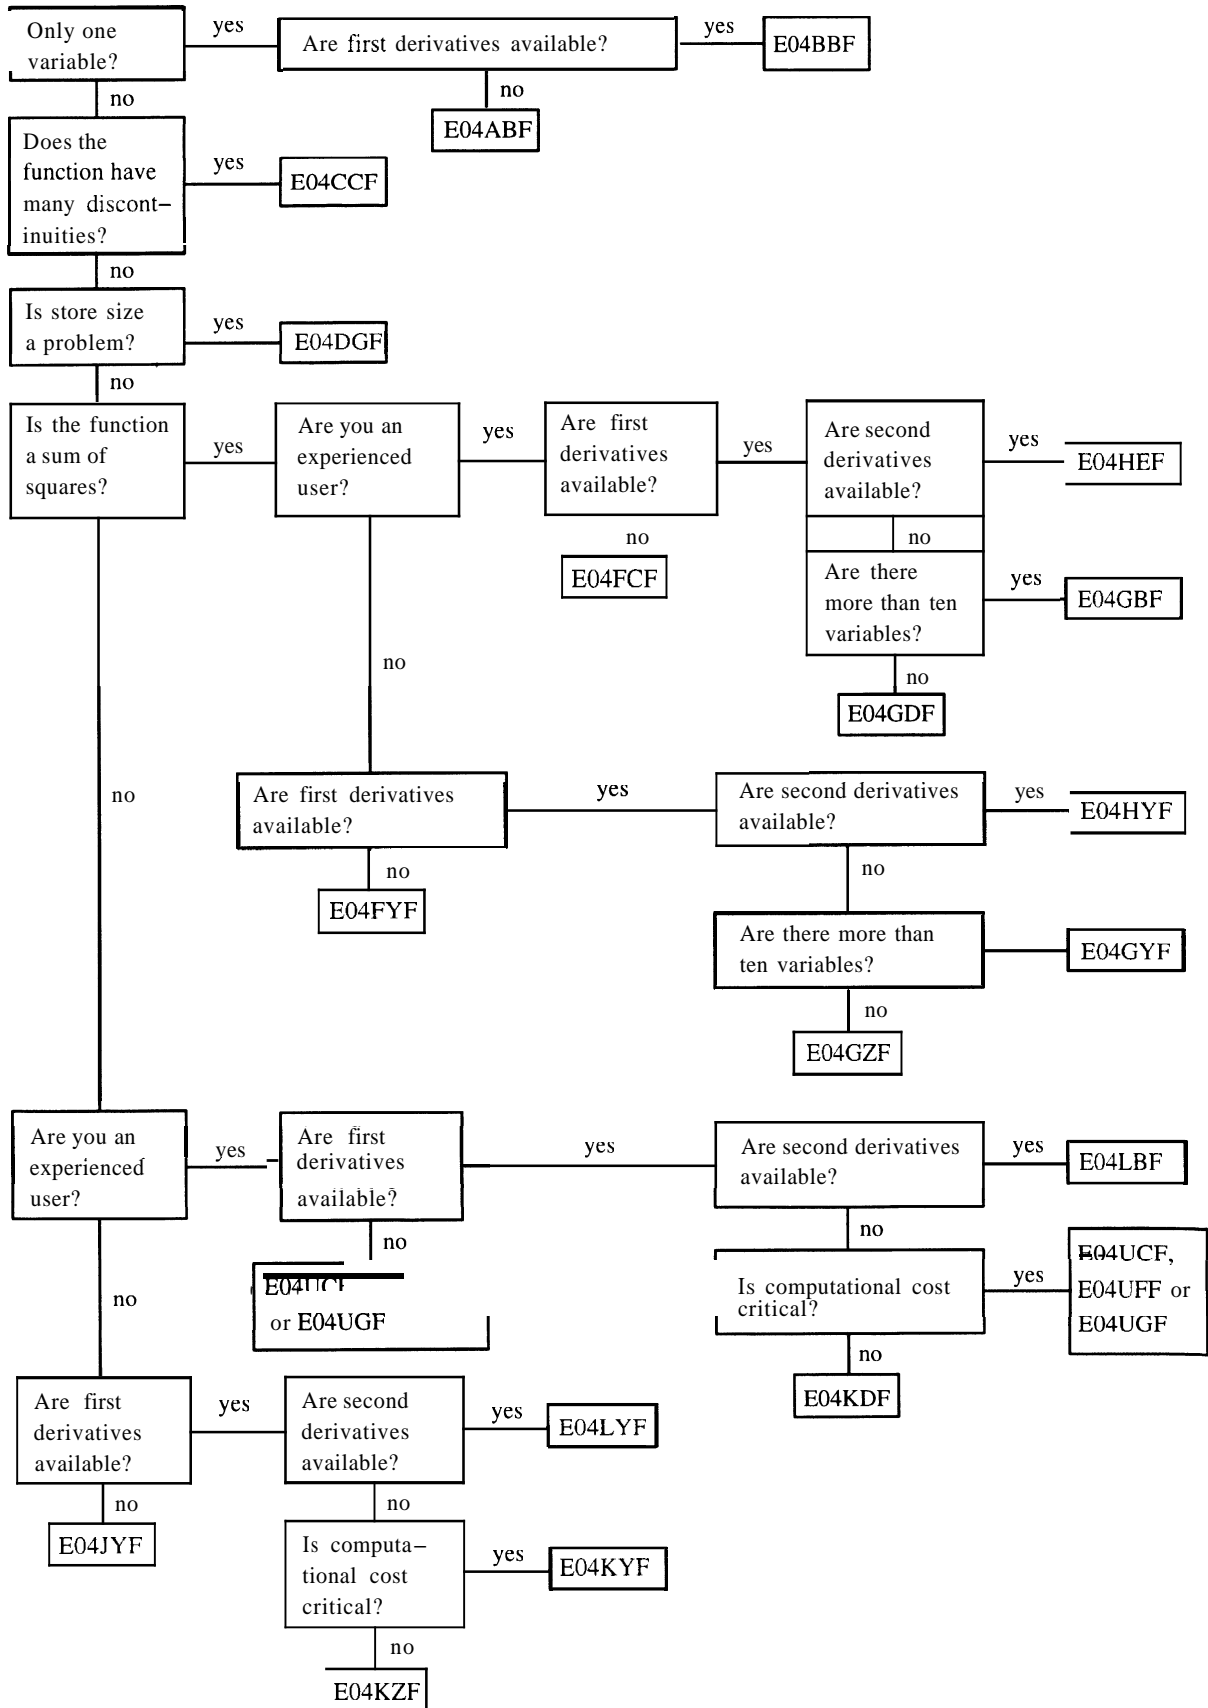 Only one
variable?
yes
Are first derivatives available?
yes
E04BBF
no
E04ABF
no
Does the
function have
many discont–
inuities?
yes
E04CCF
no
Is store size
a problem?
yes
E04DGF
no
Is the function
a sum of
squares?
yes
Are you an
experienced
user?
yes
Are first
derivatives
available?
yes
Are second
derivatives
available?
yes
E04HEF
no
E04FCF
no
Are there
more than ten
variables?
yes
E04GBF
no
E04GDF
no
no
Are first derivatives
available?
yes
Are second derivatives
available?
yes
E04HYF
no
E04FYF
no
Are there more than
ten variables?
E04GYF
no
E04GZF
Are you an
experienced
user?
yes
Are first
derivatives
available?
yes
Are second derivatives
available?
yes
E04LBF
no
or E04UGF
no
Is computational cost
critical?
yes
E04UCF,
E04UFF or
E04UGF
no
E04KDF
no
Are first
derivatives
available?
yes
Are second
derivatives
available?
yes
E04LYF
no
E04JYF
no
Is computa–
tional cost
critical?
yes
E04KYF
no
E04KZF